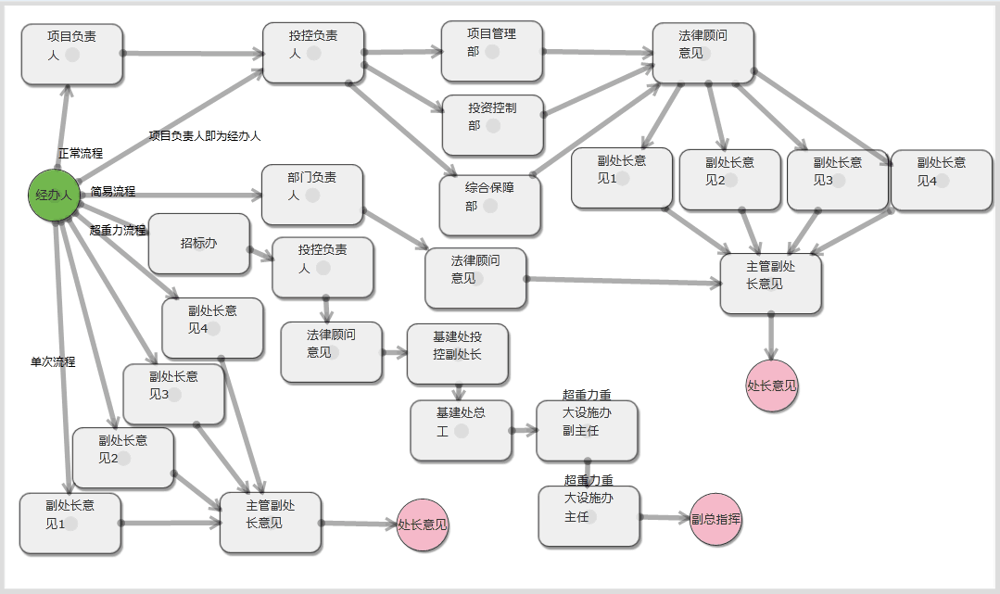 项目负责
人
投控负责
人
项目管理
部
法律顾问
意见
投资控制
部
项目负责人即为经办人
正常流程
副处长意
见1
副处长意
见2
副处长意
见3
副处长意
见4
经办人
简易流程
部门负责
人
综合保障
部
超重力流程
招标办
投控负责
人
法律顾问
意见
主管副处
长意见
副处长意
见4
法律顾问
意见
基建处投
控副处长
单次流程
副处长意
见3
处长意见
基建处总
工
超重力重
大设施办
副主任
副处长意
见2
超重力重
大设施办
主任
副处长意
见1
主管副处
长意见
处长意见
副总指挥